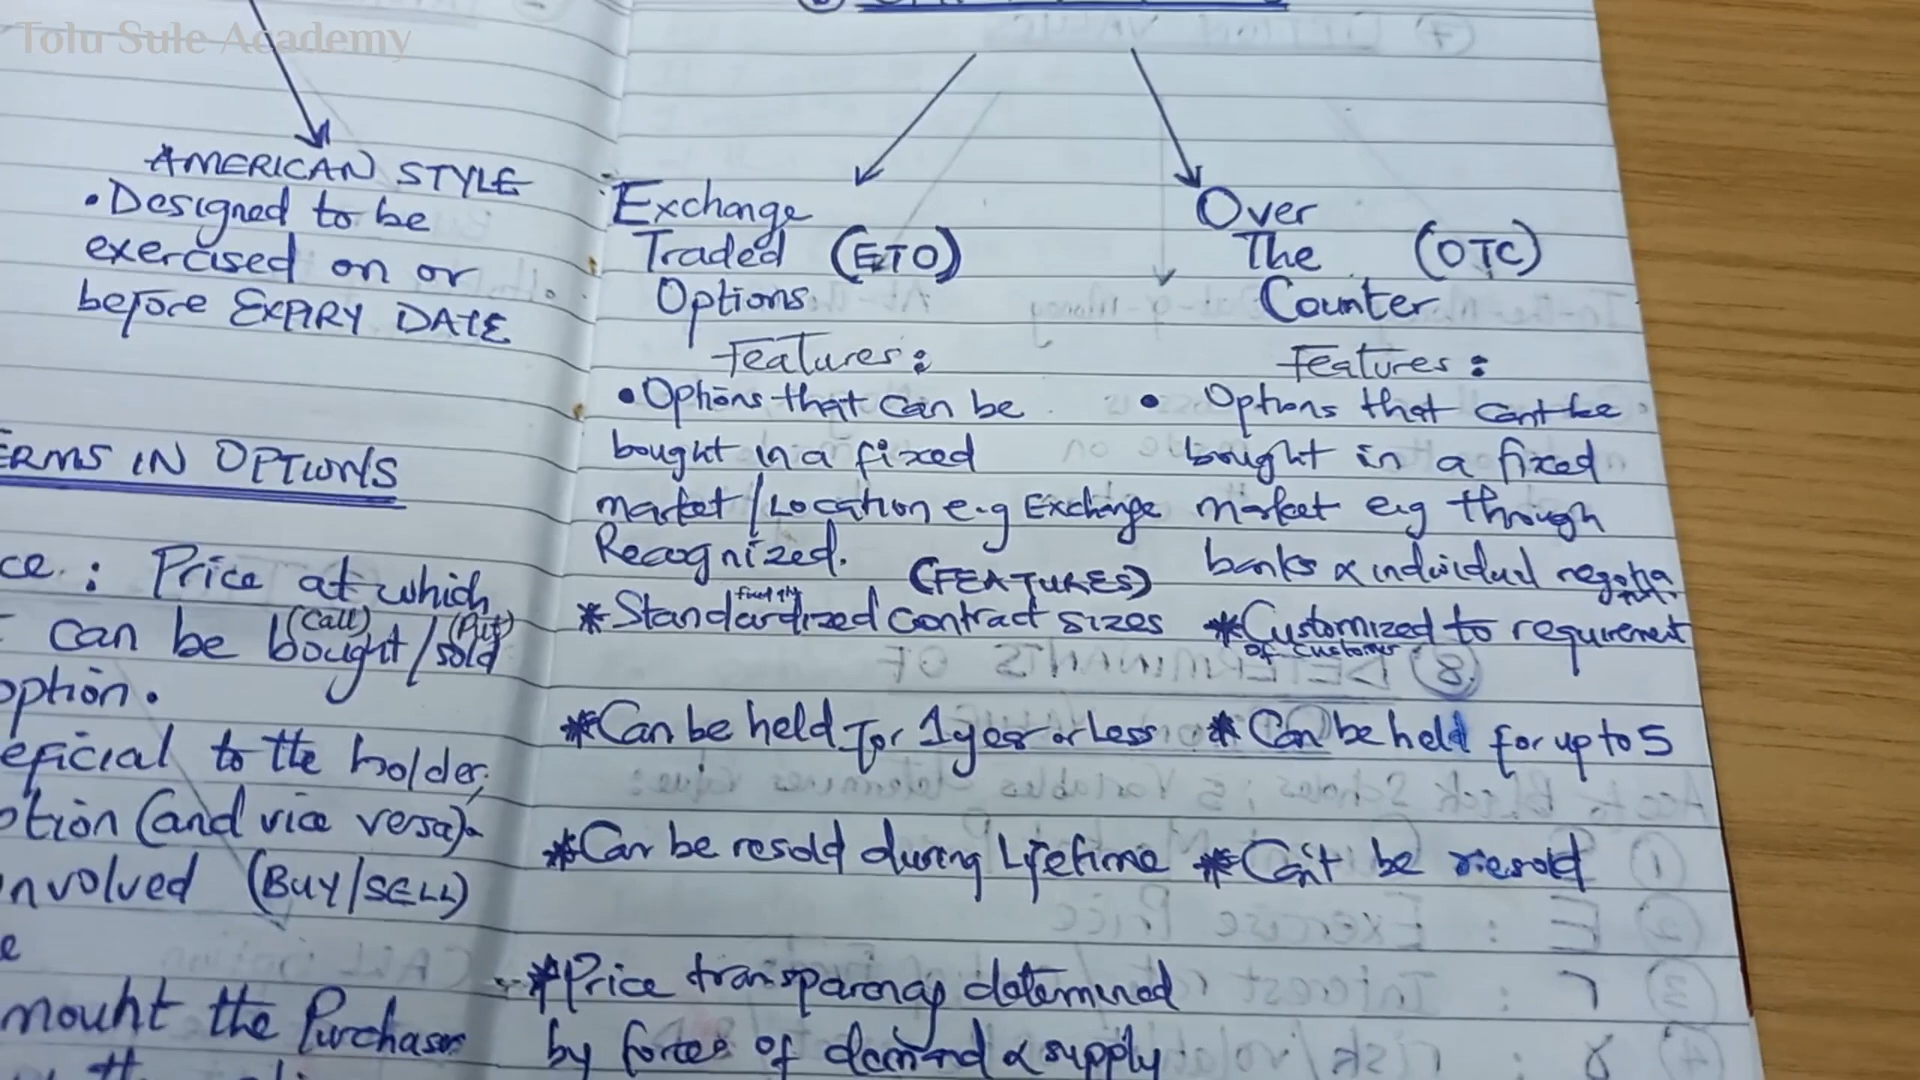 Tolu Sule Academy
AMERICAN STYLE
• Designed to be
exercised on or
before EXPIRY DATE
ERMS IN OPTIONS
ce : Price at which
(Call) (Put)
can be bought/sold
option.
eficial to the holder,
ption (and vice versa)
nvolved (BUY/SELL)
e
mount the Purchaser
Exchange
Traded (ETO)
Options
Features:
• Options that can be
bought in a fixed
market/Location e.g Exchange
Recognized.
(FEATURES)
* Standardized contract sizes
* Can be held for 1 year or Less
* Can be resold during Lifetime
* Price transparency determined
by forces of demand & supply
Over
The (OTC)
Counter
Features:
• Options that can't be
bought in a fixed
market e.g through
banks & individual
* Customized to requirement
of customer
* Can be held for up to 5
* Can't be resold